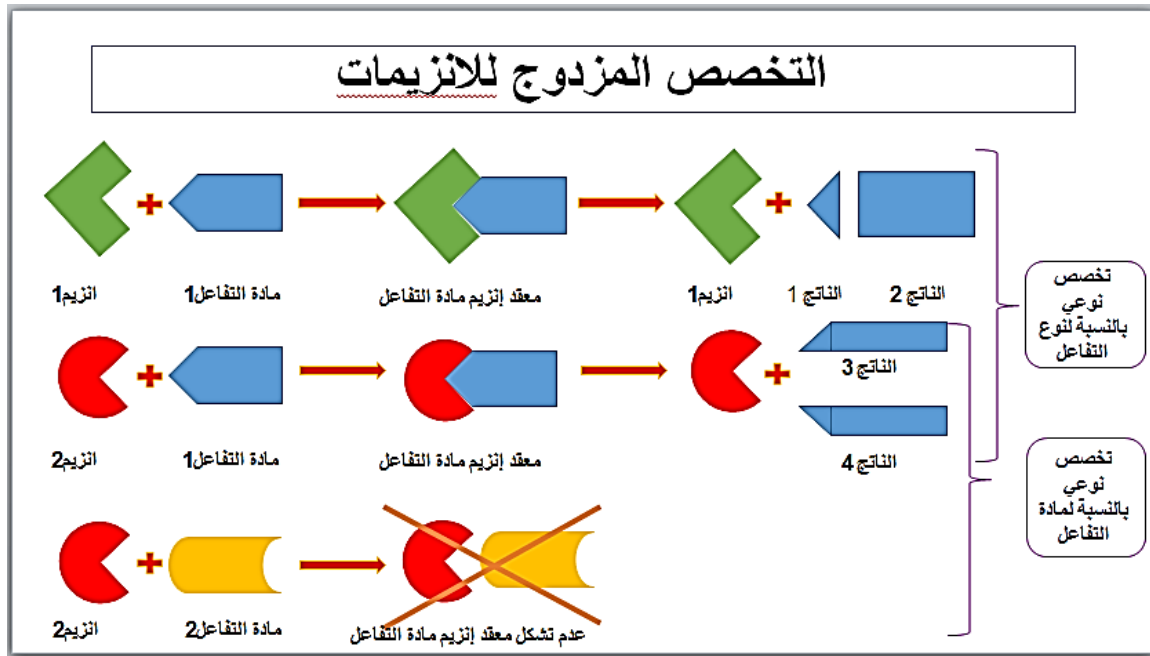 التخصص المزدوج للانزيمات
انزيم1
مادة التفاعل1
معقد إنزيم مادة التفاعل
انزيم1
الناتج 1
الناتج 2
انزيم2
مادة التفاعل1
معقد إنزيم مادة التفاعل
الناتج 3
الناتج 4
انزيم2
مادة التفاعل2
عدم تشكل معقد إنزيم مادة التفاعل
تخصص
نوعي
بالنسبة لنوع
التفاعل
تخصص
نوعي
بالنسبة لمادة
التفاعل